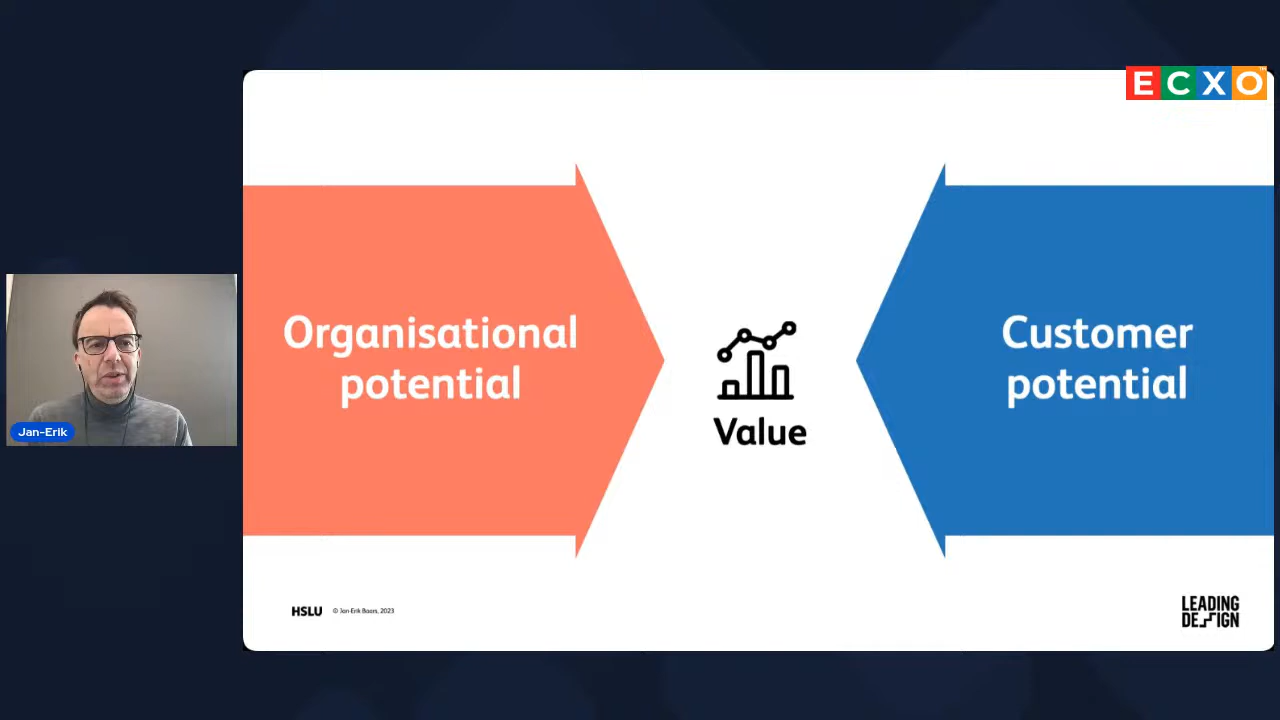 ECXO
Organisational
potential
Value
Customer
potential
Jan-Erik
HSLU © Jan-Erik Baars, 2023
LEADING
DESIGN